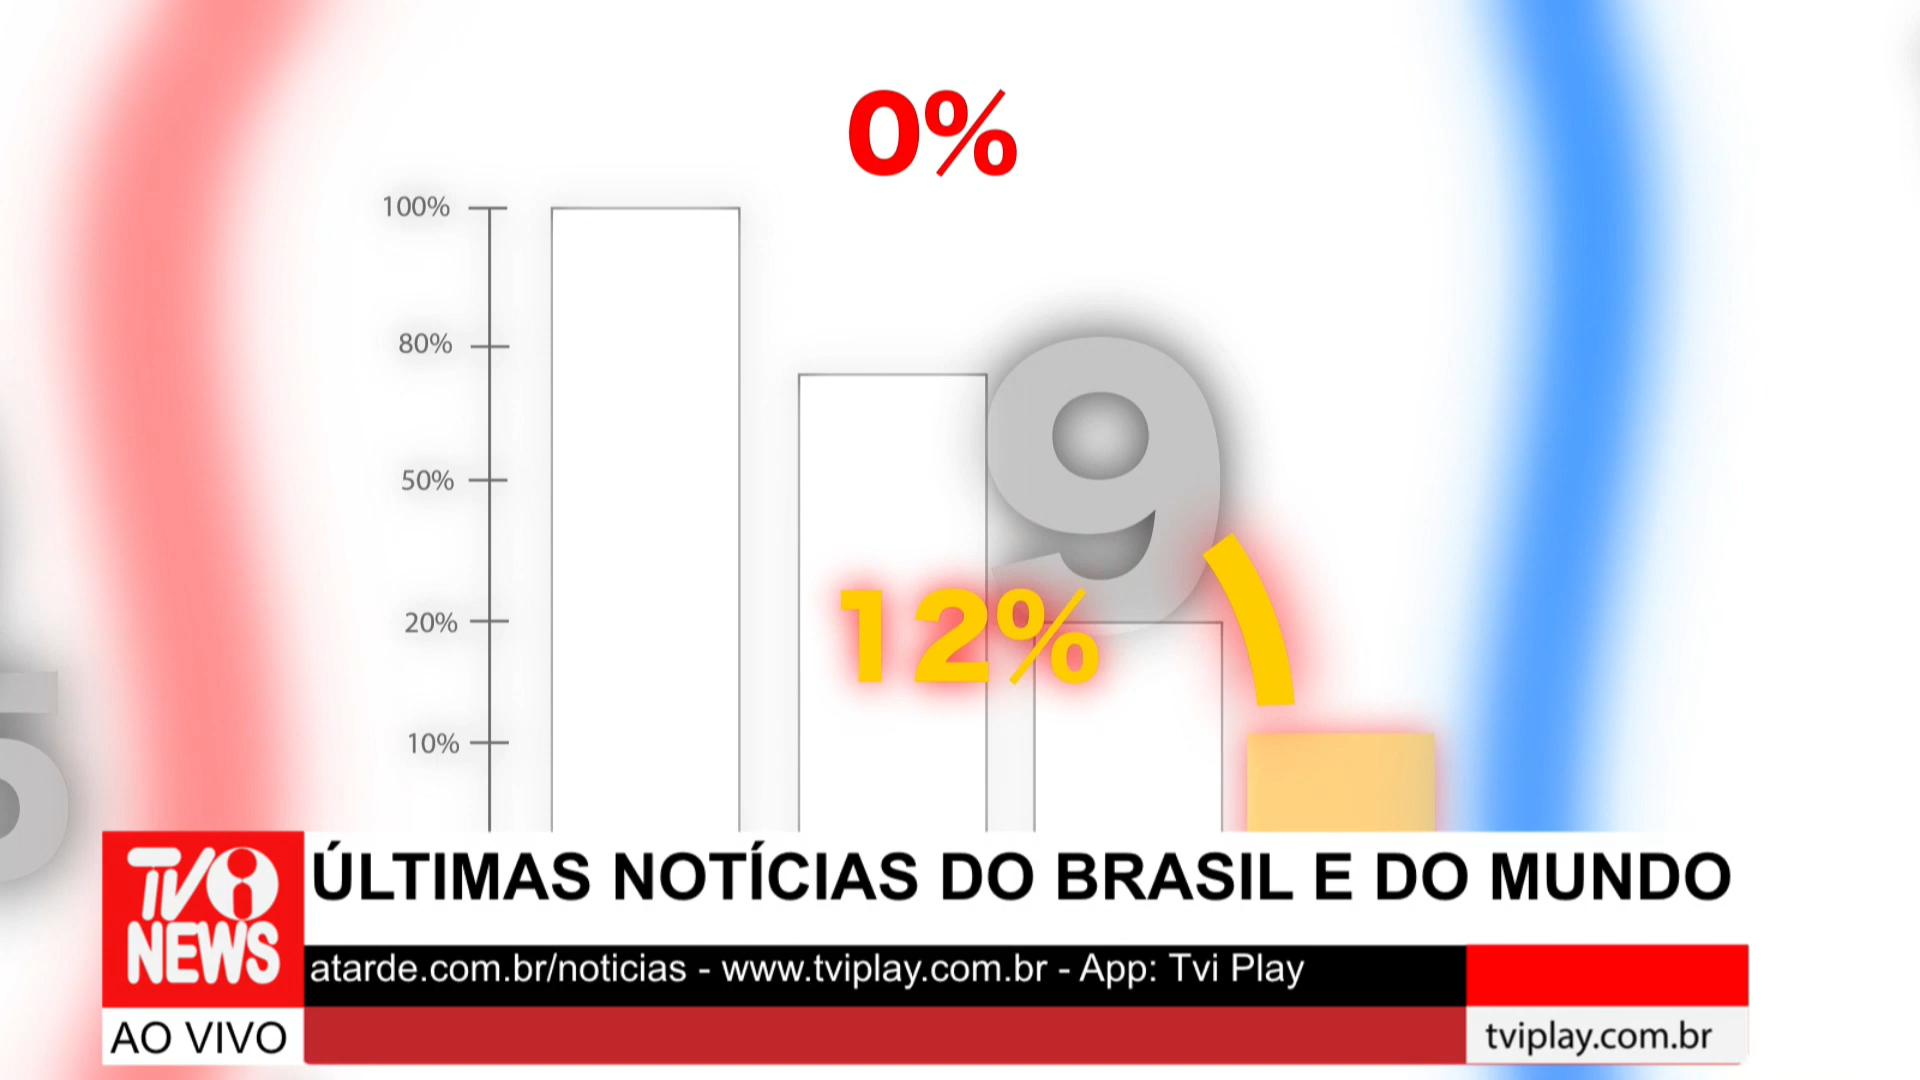 0%
100%
80%
9
50%
12%
20%
5
10%
TVi
NEWS
ÚLTIMAS NOTÍCIAS DO BRASIL E DO MUNDO
atarde.com.br/noticias - www.tviplay.com.br - App: Tvi Play
AO VIVO
tviplay.com.br